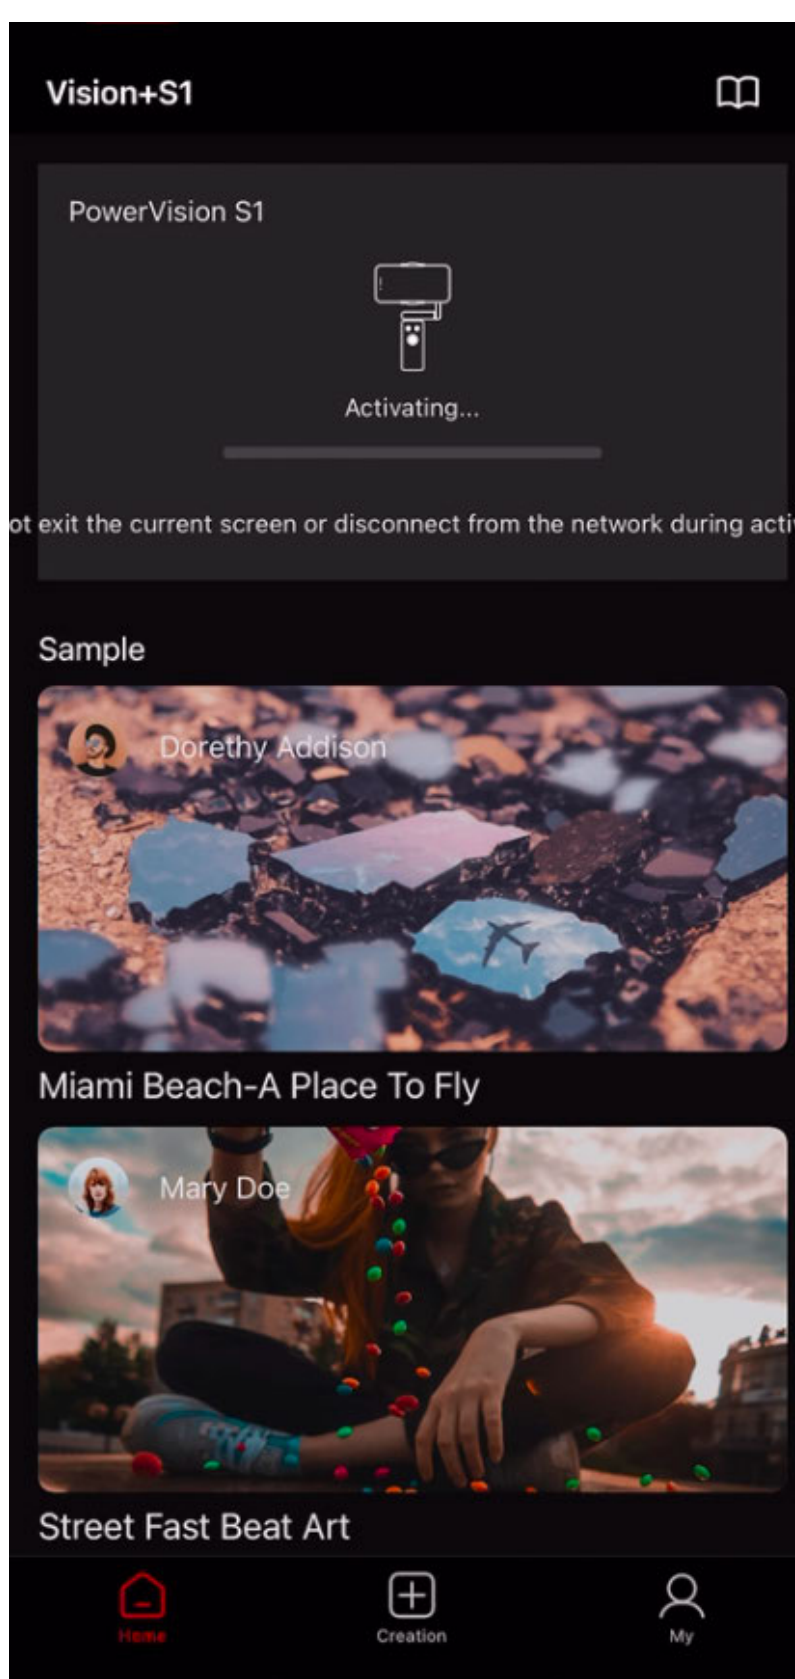 Vision+S1
PowerVision S1
Activating...
ot exit the current screen or disconnect from the network during acti
Sample
Dorethy Addison
Miami Beach-A Place To Fly
Mary Doe
Street Fast Beat Art
Home
Creation
My